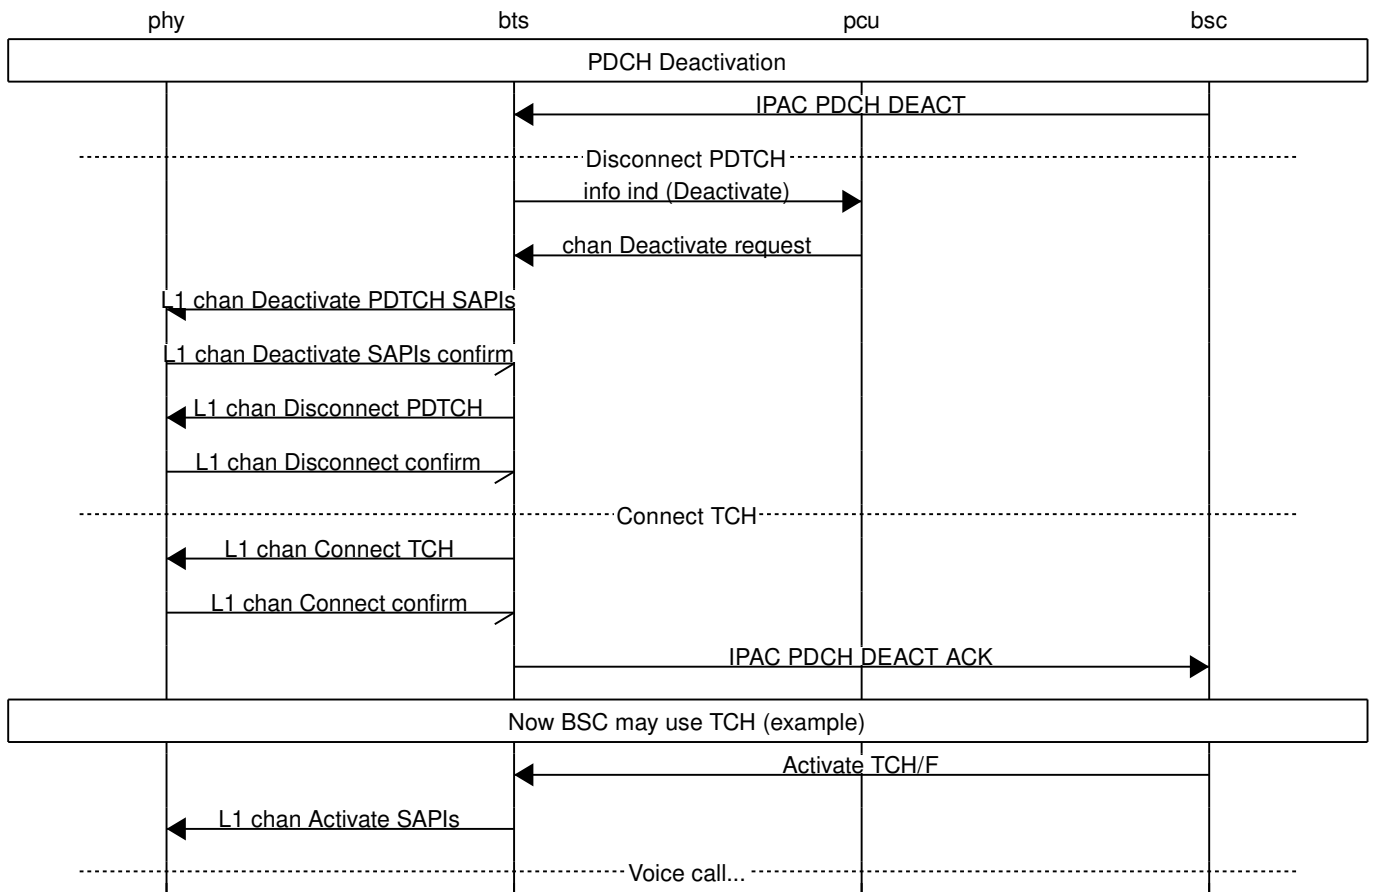 phy bts pcu bsc
PDCH Deactivation
IPAC PDCH DEACT
Disconnect PDTCH
info ind (Deactivate)
chan Deactivate request
L1 chan Deactivate PDTCH SAPIs
L1 chan Deactivate SAPIs confirm
L1 chan Disconnect PDTCH
L1 chan Disconnect confirm
Connect TCH
L1 chan Connect TCH
L1 chan Connect confirm
IPAC PDCH DEACT ACK
Now BSC may use TCH (example)
Activate TCH/F
L1 chan Activate SAPIs
Voice call...